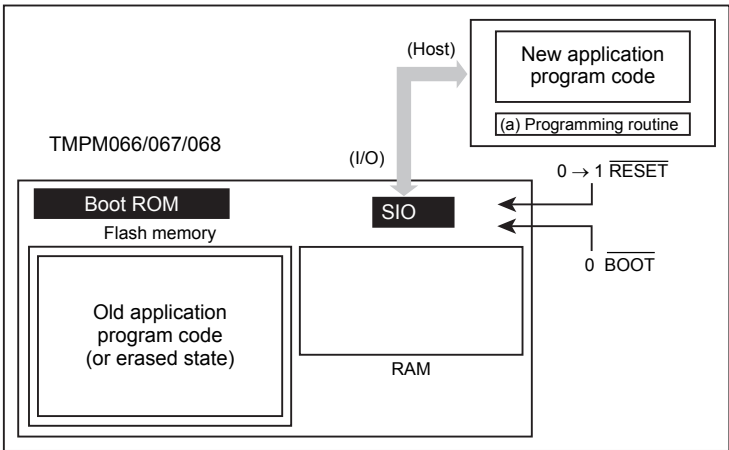 (Host)
New application
program code
(a) Programming routine
TMPM066/067/068
(I/O)
0 → 1 RESET
Boot ROM
SIO
Flash memory
0 BOOT
Old application
program code
(or erased state)
RAM